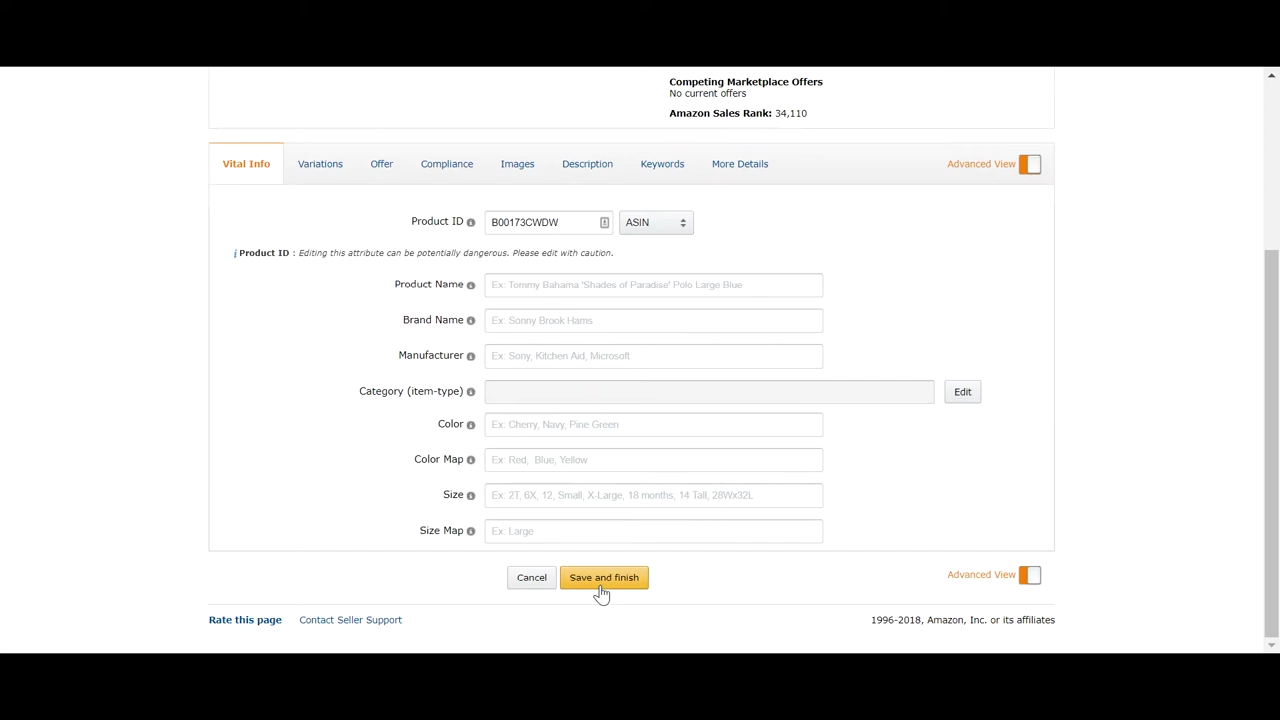 Competing Marketplace Offers
No current offers
Amazon Sales Rank: 34,110
Vital Info Variations Offer Compliance Images Description Keywords More Details Advanced View
Product ID B00173CWDW ASIN
Product ID : Editing this attribute can be potentially dangerous. Please edit with caution.
Product Name Ex: Tommy Bahama 'Shades of Paradise' Polo Large Blue
Brand Name Ex: Sonny Brook Hams
Manufacturer Ex: Sony, Kitchen Aid, Microsoft
Category (item-type) Edit
Color Ex: Cherry, Navy, Pine Green
Color Map Ex: Red, Blue, Yellow
Size Ex: 2T, 6X, 12, Small, X-Large, 18 months, 14 Tall, 28Wx32L
Size Map Ex: Large
Cancel Save and finish Advanced View
Rate this page Contact Seller Support 1996-2018, Amazon, Inc. or its affiliates